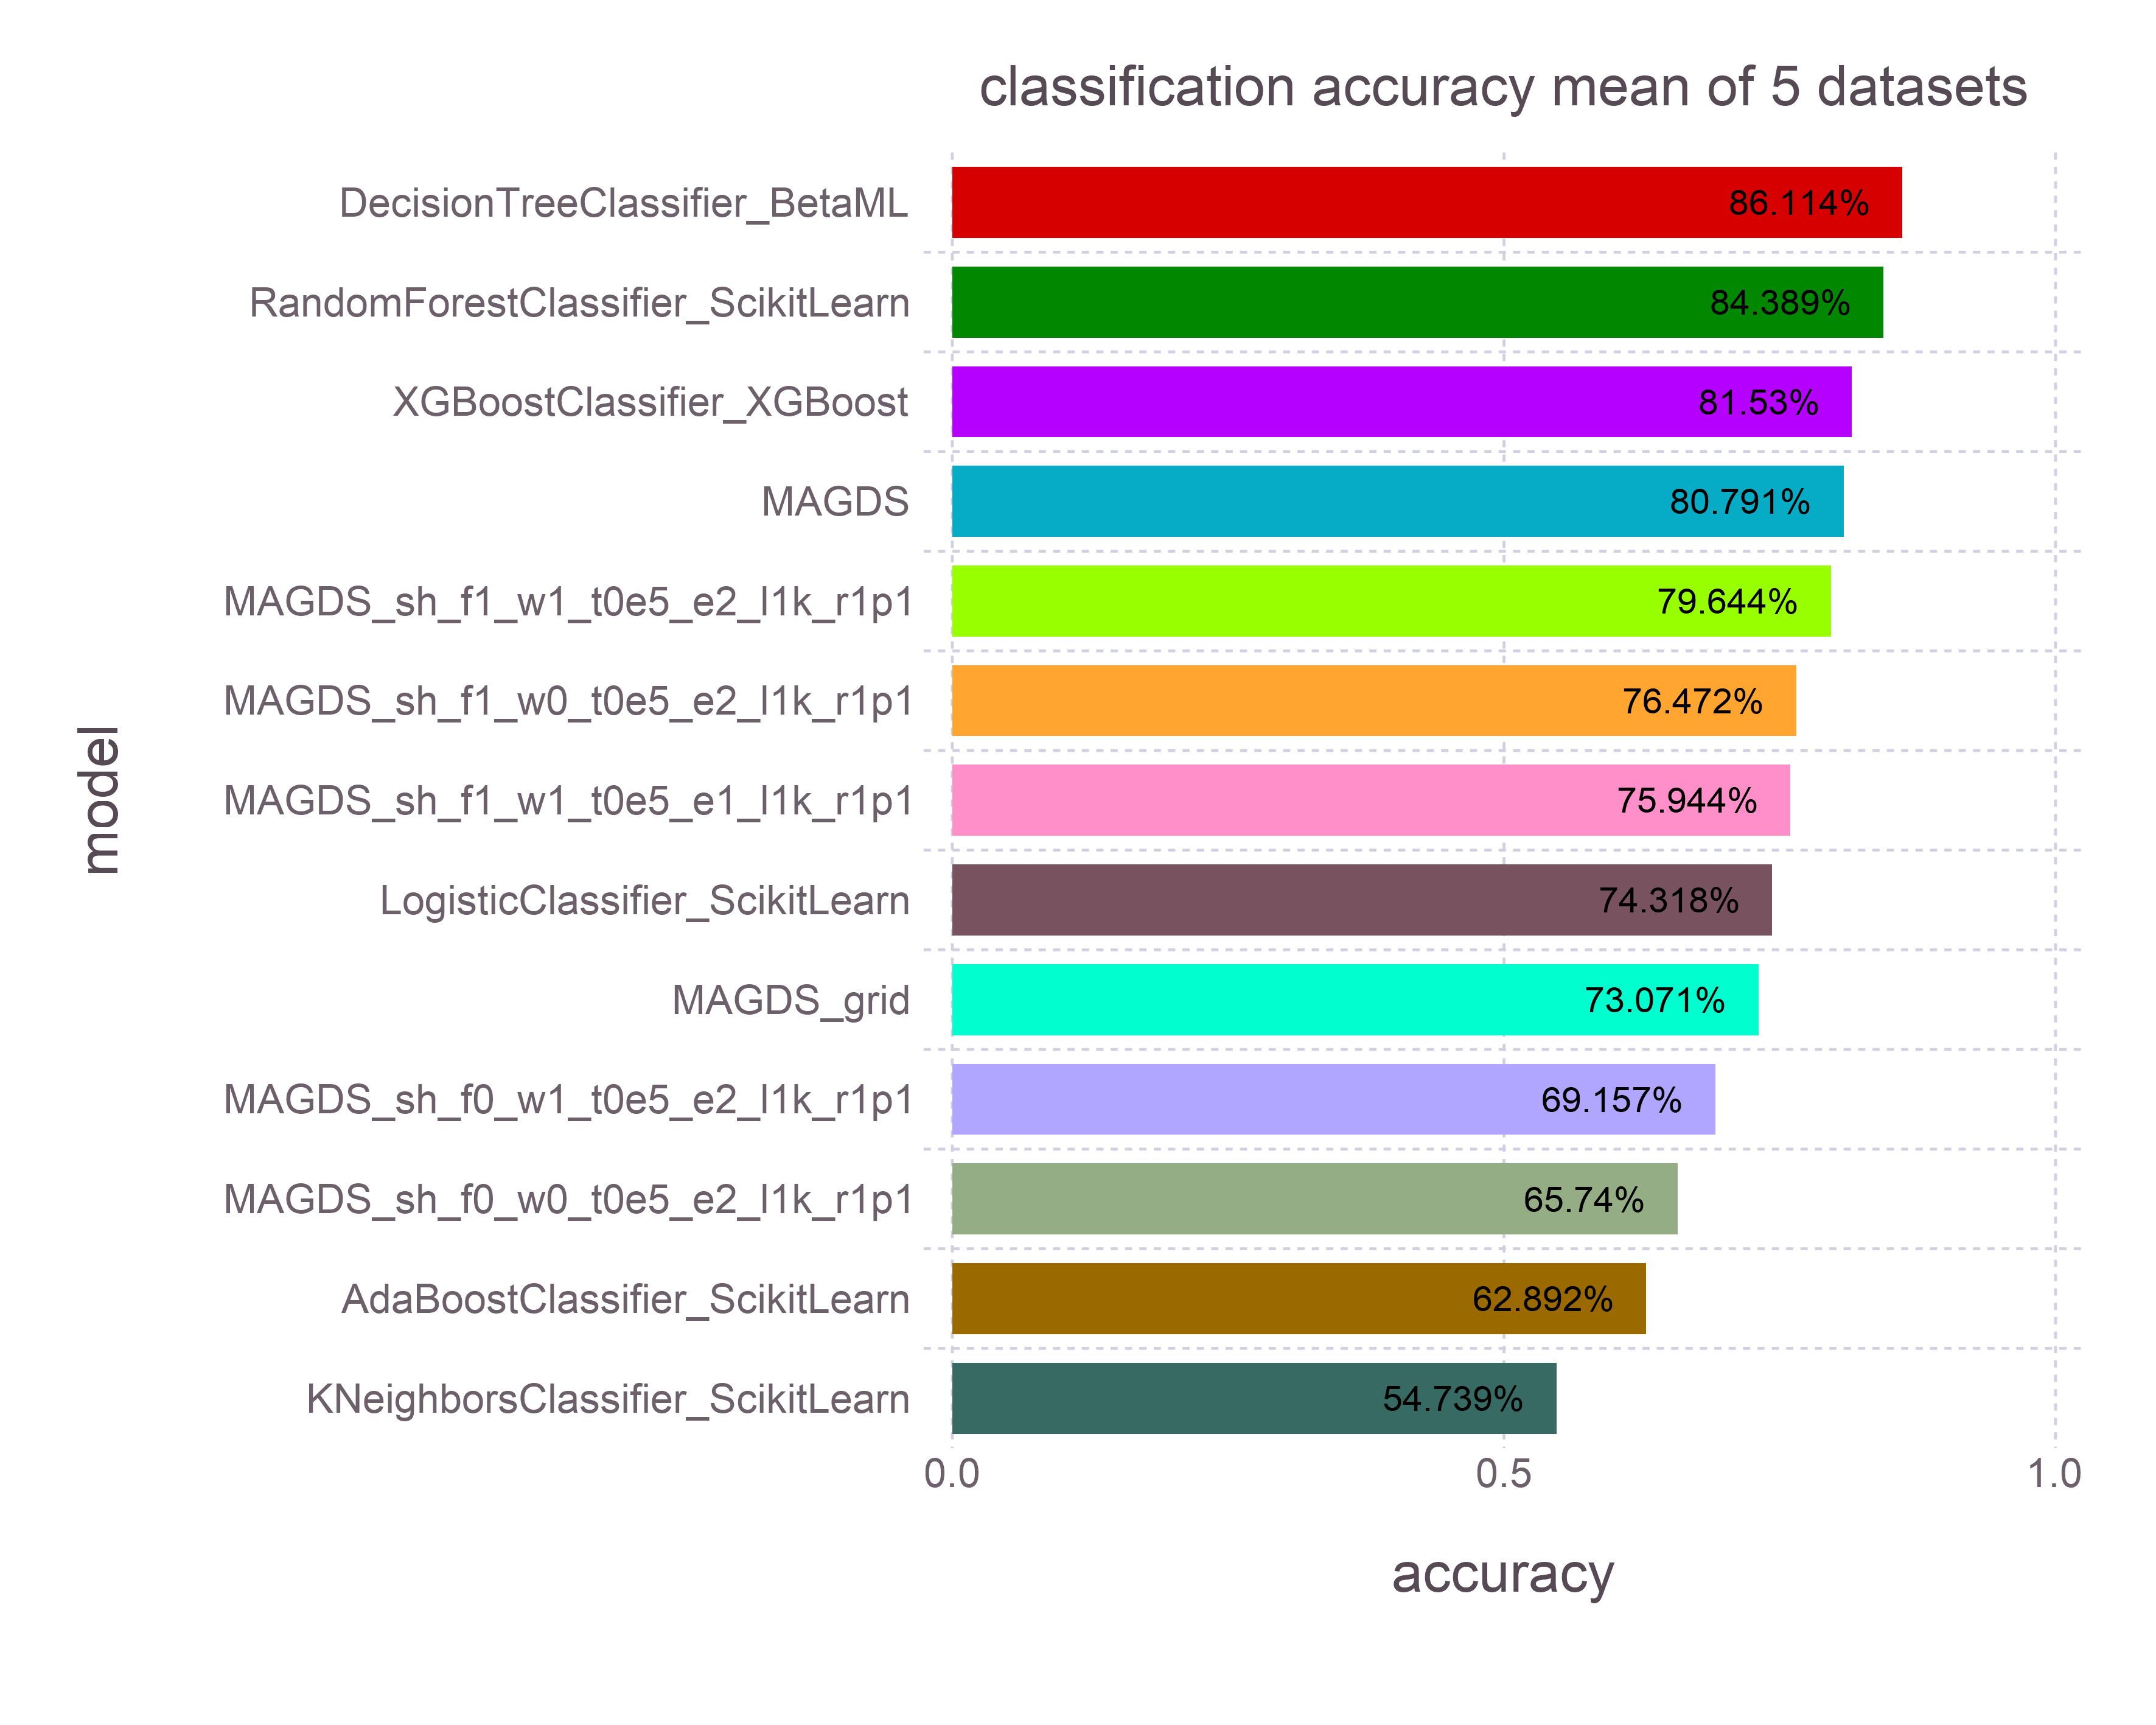 classification accuracy mean of 5 datasets
model
DecisionTreeClassifier_BetaML 86.114%
RandomForestClassifier_ScikitLearn 84.389%
XGBoostClassifier_XGBoost 81.53%
MAGDS 80.791%
MAGDS_sh_f1_w1_t0e5_e2_l1k_r1p1 79.644%
MAGDS_sh_f1_w0_t0e5_e2_l1k_r1p1 76.472%
MAGDS_sh_f1_w1_t0e5_e1_l1k_r1p1 75.944%
LogisticClassifier_ScikitLearn 74.318%
MAGDS_grid 73.071%
MAGDS_sh_f0_w1_t0e5_e2_l1k_r1p1 69.157%
MAGDS_sh_f0_w0_t0e5_e2_l1k_r1p1 65.74%
AdaBoostClassifier_ScikitLearn 62.892%
KNeighborsClassifier_ScikitLearn 54.739%
0.0 0.5 1.0
accuracy